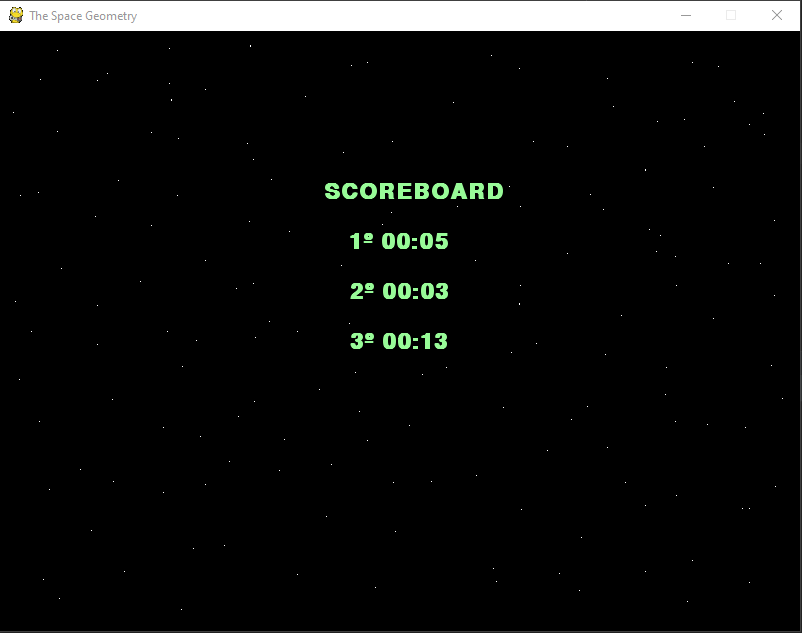 The Space Geometry
SCOREBOARD
1º 00:05
2º 00:03
3º 00:13